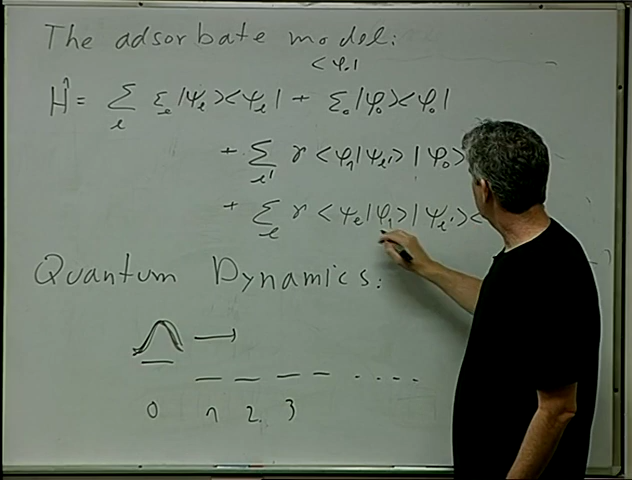 The adsorbate model:
<φ₁|
Ĥ = Σ_l ε_l |ψ_l><ψ_l| + ε₀|φ₀><φ₀|
+ Σ_l' γ <φ₁|ψ_l'> |φ₀>
+ Σ_l γ <ψ_l|φ₁> |ψ_l'><
Quantum Dynamics:
0 1 2 3